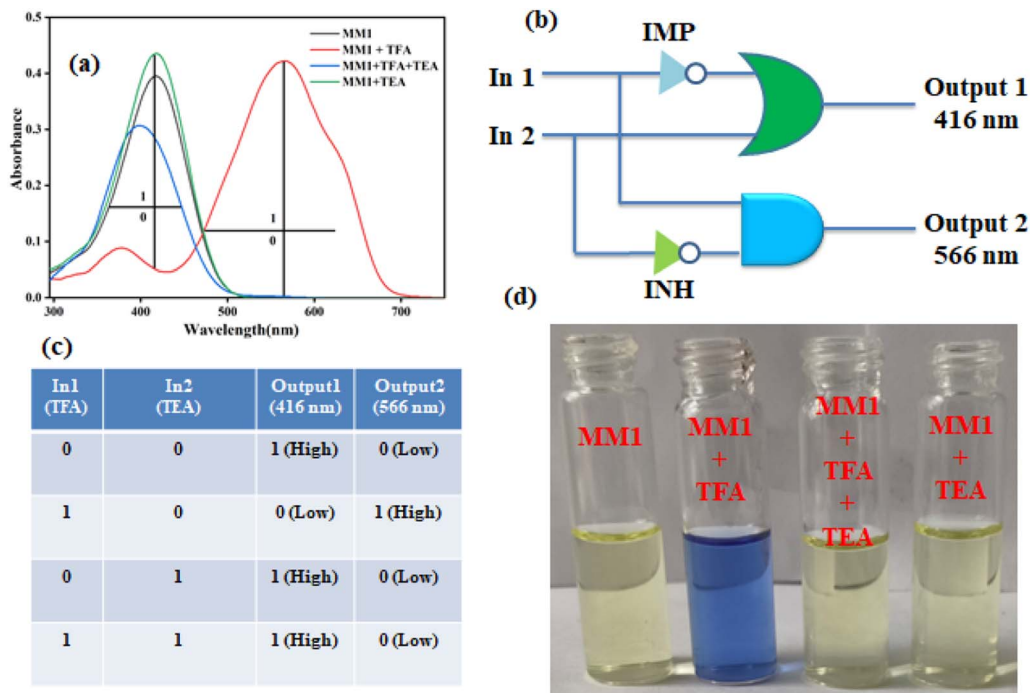 (a)
0.5
0.4
0.3
0.2
0.1
0.0
Absorbance
300
400
500
600
700
Wavelength(nm)
MM1
MM1 + TFA
MM1+TFA+TEA
MM1+TEA
1
0
1
0
(b)
IMP
In 1
In 2
INH
Output 1
416 nm
Output 2
566 nm
(c)
In1
(TFA)
In2
(TEA)
Output1
(416 nm)
Output2
(566 nm)
0 0 1 (High) 0 (Low)
1 0 0 (Low) 1 (High)
0 1 1 (High) 0 (Low)
1 1 1 (High) 0 (Low)
(d)
MM1
MM1
+
TFA
MM1
+
TFA
+
TEA
MM1
+
TEA